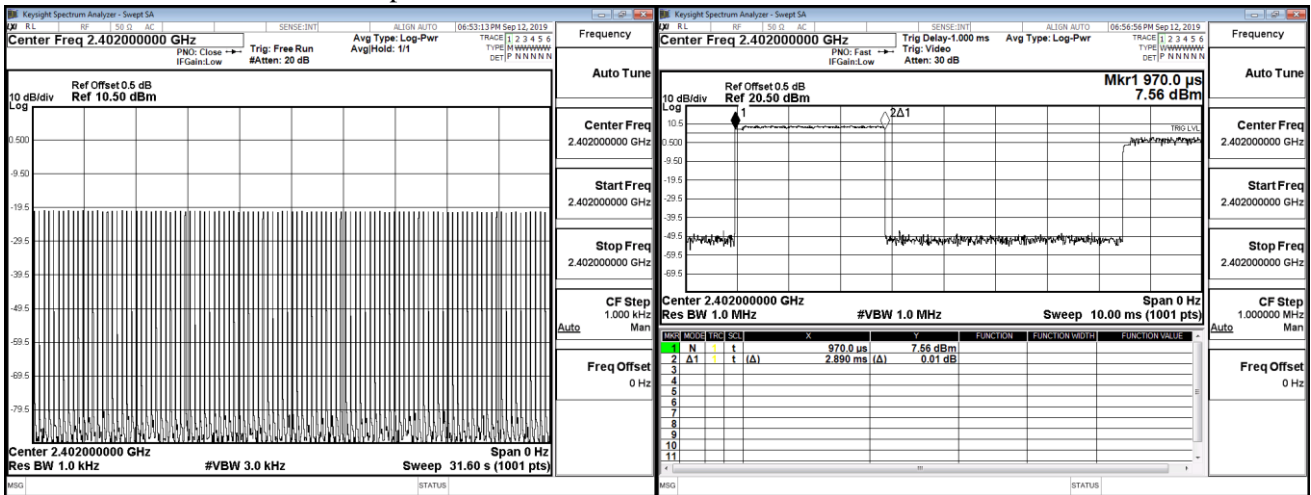 Keysight Spectrum Analyzer - Swept SA
RL RF 50 Ω AC SENSE:INT ALIGN AUTO 06:53:13 PM Sep 12, 2019
Center Freq 2.402000000 GHz
PNO: Close
IFGain:Low
Trig: Free Run
#Atten: 20 dB
Avg Type: Log-Pwr
Avg|Hold: 1/1
TRACE 1 2 3 4 5 6
TYPE M WWWWW
DET P N N N N N
Ref Offset 0.5 dB
10 dB/div Ref 10.50 dBm
Log
0.500
-9.50
-19.5
-29.5
-39.5
-49.5
-59.5
-69.5
-79.5
Center 2.402000000 GHz Span 0 Hz
Res BW 1.0 kHz #VBW 3.0 kHz Sweep 31.60 s (1001 pts)
MSG STATUS
Frequency
Auto Tune
Center Freq
2.402000000 GHz
Start Freq
2.402000000 GHz
Stop Freq
2.402000000 GHz
CF Step
1.000 kHz
Auto Man
Freq Offset
0 Hz
Keysight Spectrum Analyzer - Swept SA
RL RF 50 Ω AC SENSE:INT ALIGN AUTO 06:56:56 PM Sep 12, 2019
Center Freq 2.402000000 GHz
PNO: Fast
IFGain:Low
Trig Delay-1.000 ms
Trig: Video
Atten: 30 dB
Avg Type: Log-Pwr
TRACE 1 2 3 4 5 6
TYPE WWWWWW
DET P N N N N N
Mkr1 970.0 µs
7.56 dBm
Ref Offset 0.5 dB
10 dB/div Ref 20.50 dBm
Log
1 2Δ1
10.5
TRIG LVL
0.500
-9.50
-19.5
-29.5
-39.5
-49.5
-59.5
-69.5
Center 2.402000000 GHz Span 0 Hz
Res BW 1.0 MHz #VBW 1.0 MHz Sweep 10.00 ms (1001 pts)
MKR MODE TRC SCL X Y FUNCTION FUNCTION WIDTH FUNCTION VALUE
1 N 1 t 970.0 µs 7.56 dBm
2 Δ1 1 t (Δ) 2.890 ms (Δ) 0.01 dB
3
4
5
6
7
8
9
10
11
MSG STATUS
Frequency
Auto Tune
Center Freq
2.402000000 GHz
Start Freq
2.402000000 GHz
Stop Freq
2.402000000 GHz
CF Step
1.000000 MHz
Auto Man
Freq Offset
0 Hz